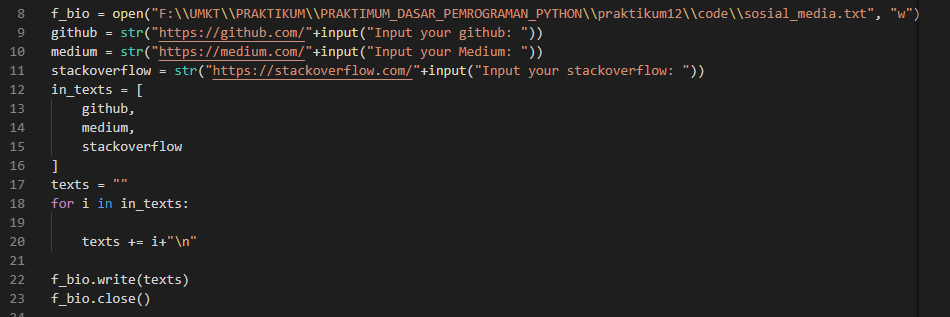 8 f_bio = open("F:\\UMKT\\PRAKTIKUM\\PRAKTIMUM_DASAR_PEMROGRAMAN_PYTHON\\praktikum12\\code\\sosial_media.txt", "w")
9 github = str("https://github.com/"+input("Input your github: "))
10 medium = str("https://medium.com/"+input("Input your Medium: "))
11 stackoverflow = str("https://stackoverflow.com/"+input("Input your stackoverflow: "))
12 in_texts = [
13     github,
14     medium,
15     stackoverflow
16 ]
17 texts = ""
18 for i in in_texts:
19
20     texts += i+"\n"
21
22 f_bio.write(texts)
23 f_bio.close()